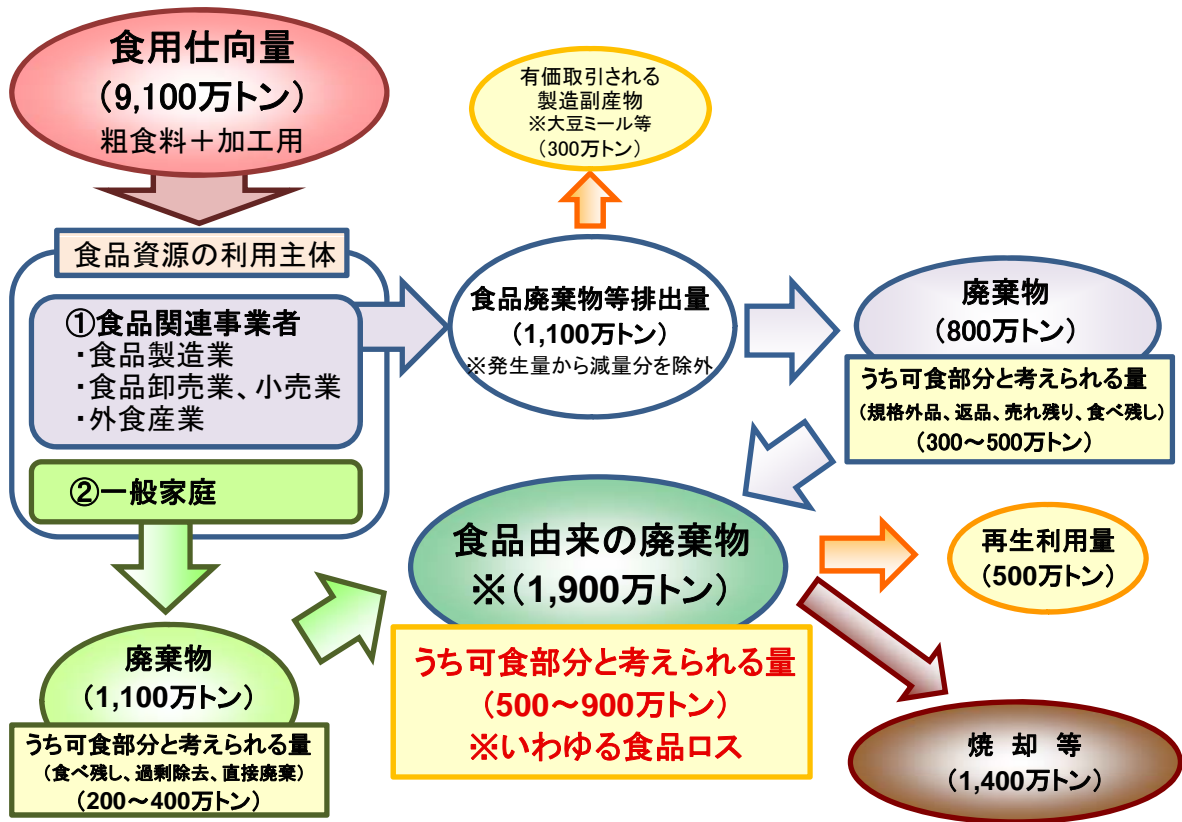 食用仕向量
（9,100万トン）
粗食料＋加工用
有価取引される
製造副産物
※大豆ミール等
（300万トン）
食品資源の利用主体
①食品関連事業者
・食品製造業
・食品卸売業、小売業
・外食産業
②一般家庭
食品廃棄物等排出量
（1,100万トン）
※発生量から減量分を除外
廃棄物
（800万トン）
うち可食部分と考えられる量
（規格外品、返品、売れ残り、食べ残し）
（300～500万トン）
食品由来の廃棄物
※（1,900万トン）
うち可食部分と考えられる量
（500～900万トン）
※いわゆる食品ロス
再生利用量
（500万トン）
廃棄物
（1,100万トン）
うち可食部分と考えられる量
（食べ残し、過剰除去、直接廃棄）
（200～400万トン）
焼 却 等
（1,400万トン）